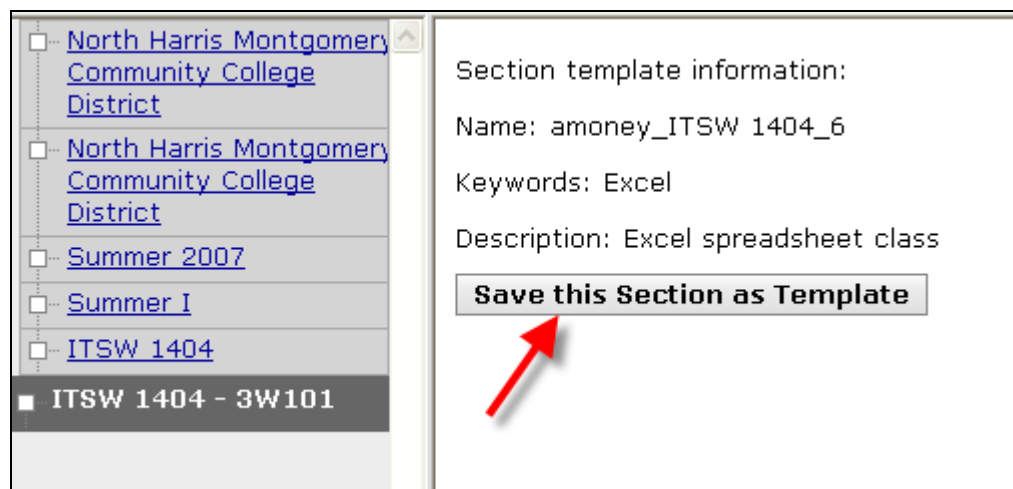 North Harris Montgomery
Community College
District
North Harris Montgomery
Community College
District
Summer 2007
Summer I
ITSW 1404
ITSW 1404 - 3W101
Section template information:
Name: amoney_ITSW 1404_6
Keywords: Excel
Description: Excel spreadsheet class
Save this Section as Template